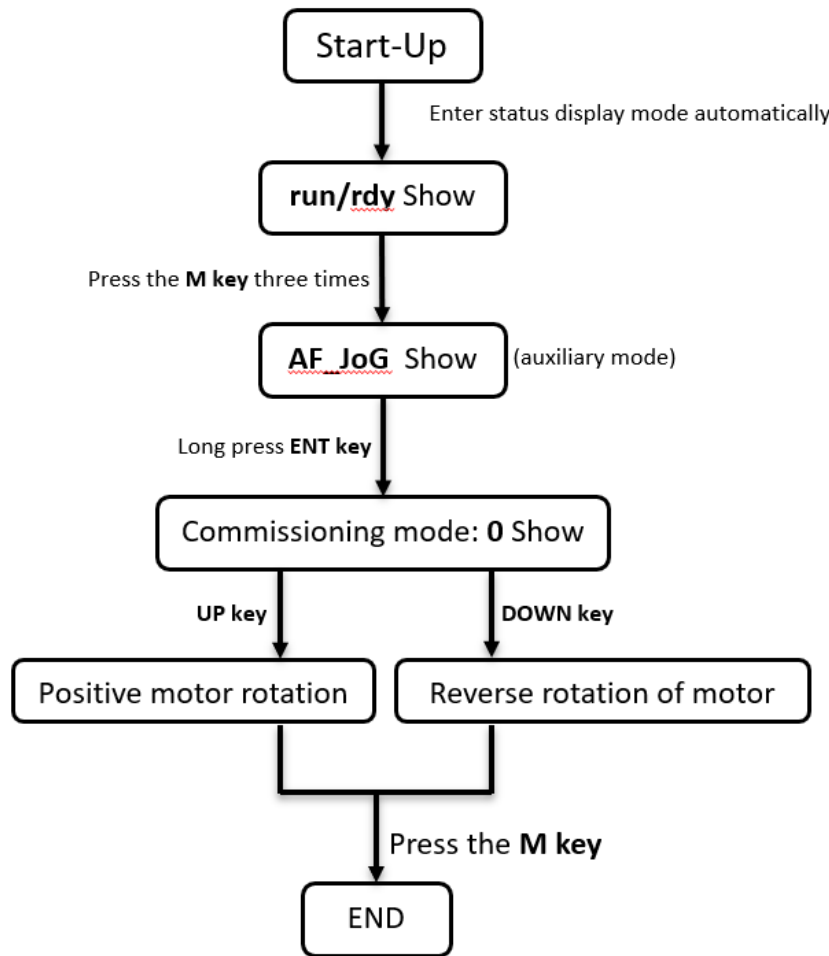 Start-Up
Enter status display mode automatically
run/rdy Show
Press the M key three times
AF_JoG Show
(auxiliary mode)
Long press ENT key
Commissioning mode: 0 Show
UP key
DOWN key
Positive motor rotation
Reverse rotation of motor
Press the M key
END